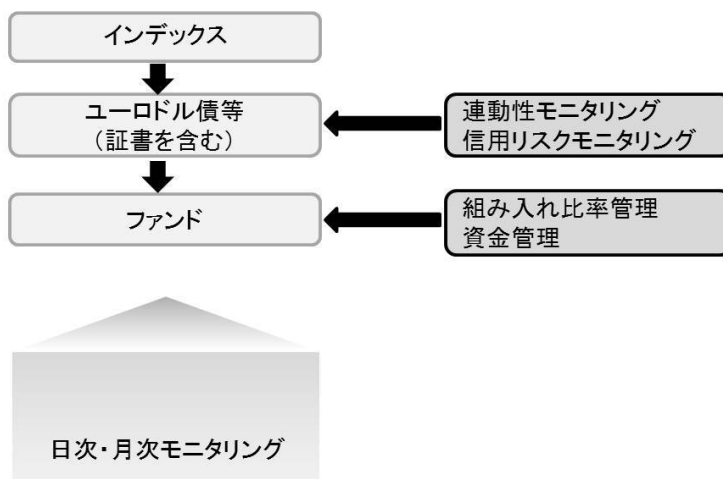 インデックス
ユーロドル債等
(証書を含む)
連動性モニタリング
信用リスクモニタリング
ファンド
組み入れ比率管理
資金管理
日次・月次モニタリング